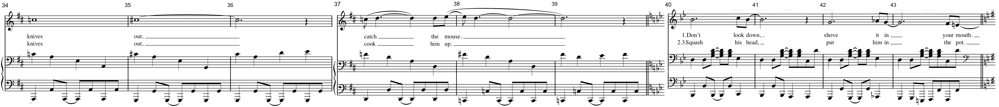 34 35 36 37 38 39 40 41 42 43
knives out, catch the mouse. 1.Don't look down, shove it in your mouth.
knives out, cook him up. 2.3 Squash his head, put him in the pot.